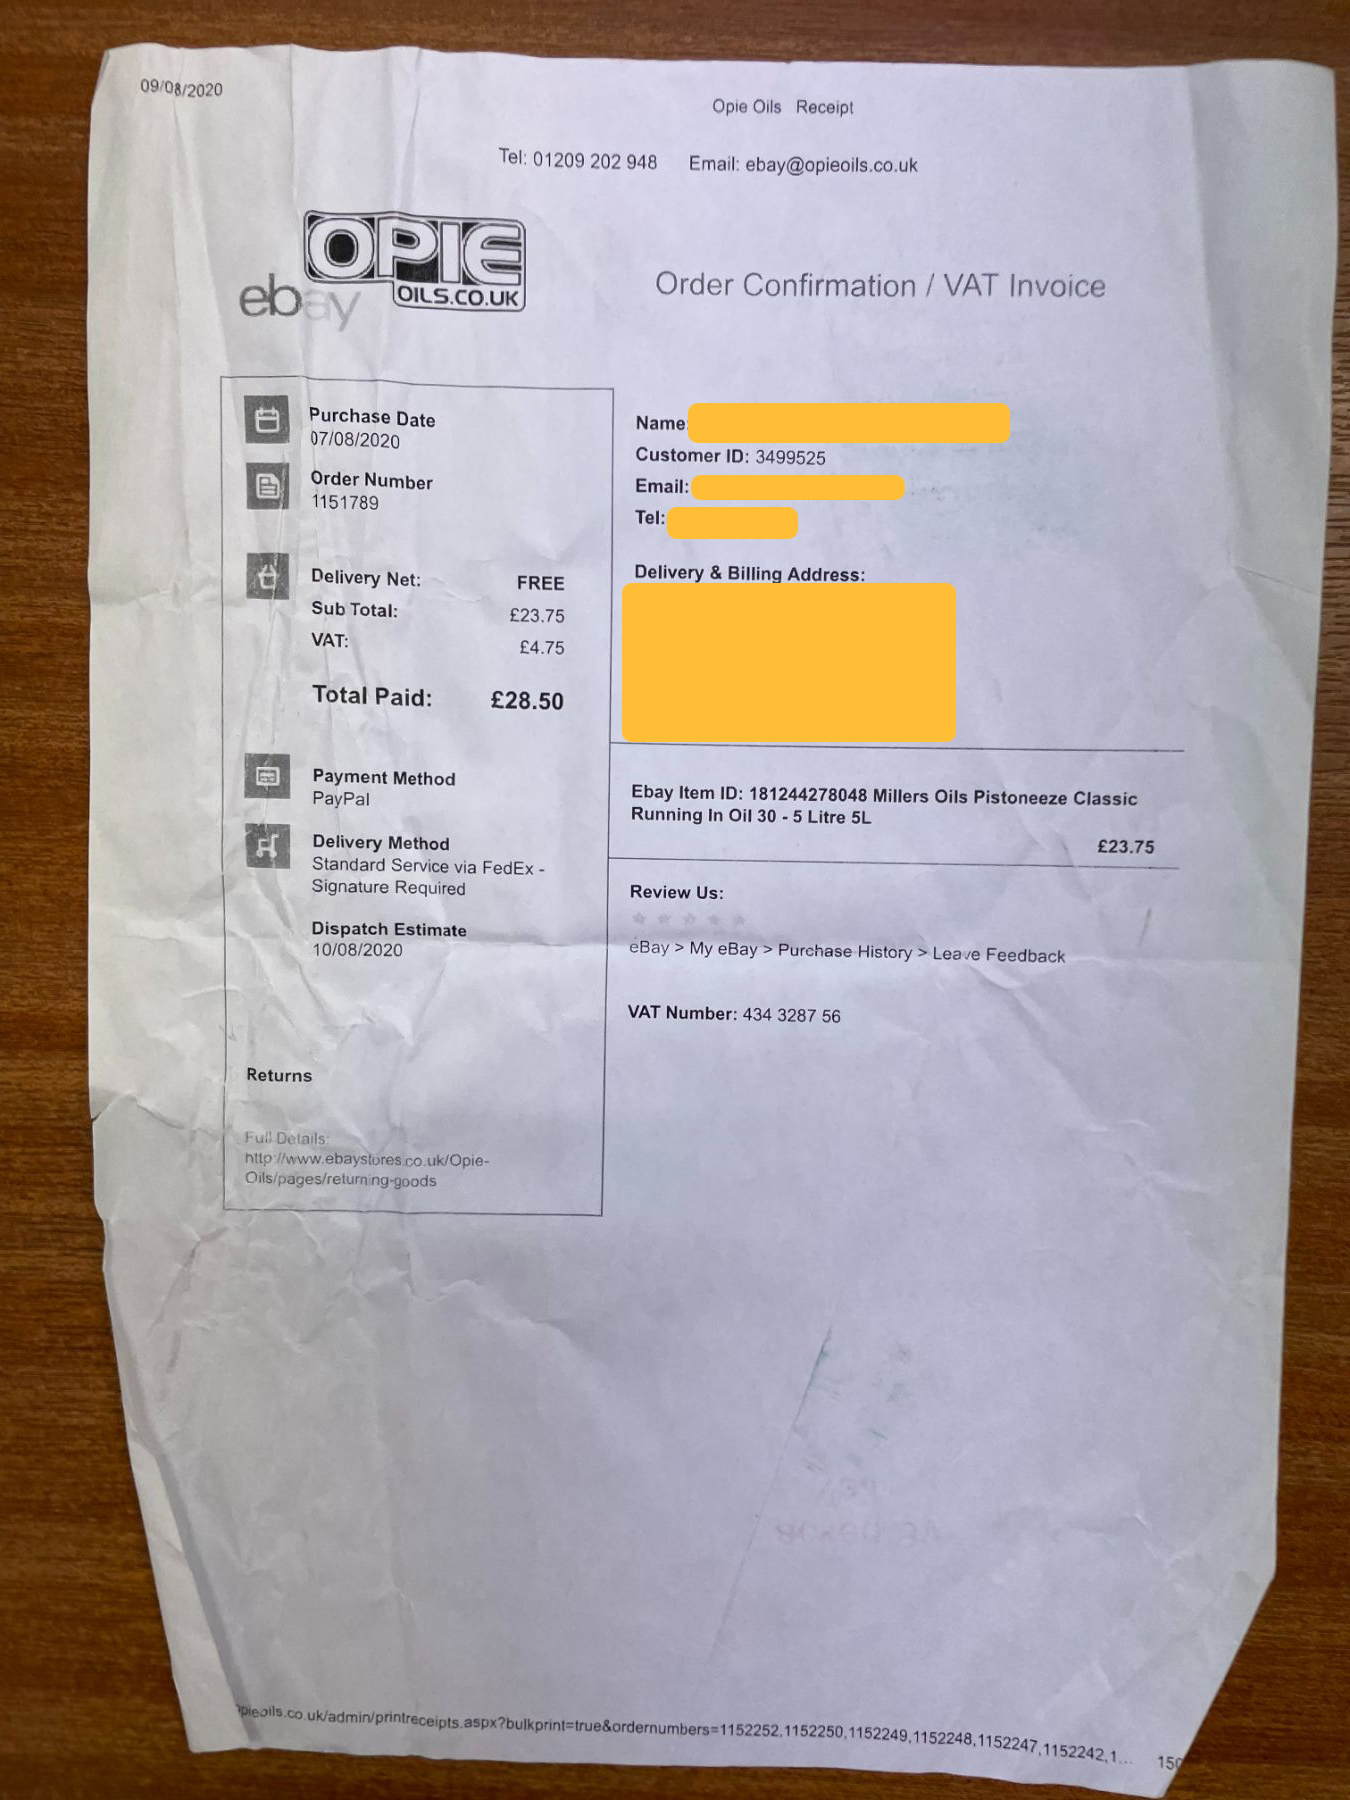 09/08/2020
Opie Oils Receipt
Tel: 01209 202 948 Email: ebay@opieoils.co.uk
OPIE
OILS.CO.UK
ebay
Order Confirmation / VAT Invoice
Purchase Date
07/08/2020
Order Number
1151789
Delivery Net: FREE
Sub Total: £23.75
VAT: £4.75
Total Paid: £28.50
Payment Method
PayPal
Delivery Method
Standard Service via FedEx -
Signature Required
Dispatch Estimate
10/08/2020
Returns
Full Details:
http://www.ebaystores.co.uk/Opie-
Oils/pages/returning-goods
Name:
Customer ID: 3499525
Email:
Tel:
Delivery & Billing Address:
Ebay Item ID: 181244278048 Millers Oils Pistoneeze Classic
Running In Oil 30 - 5 Litre 5L
£23.75
Review Us:
eBay > My eBay > Purchase History > Leave Feedback
VAT Number: 434 3287 56
opieoils.co.uk/admin/printreceipts.aspx?bulkprint=true&ordernumbers=1152252,1152250,1152249,1152248,1152247,1152242,1...